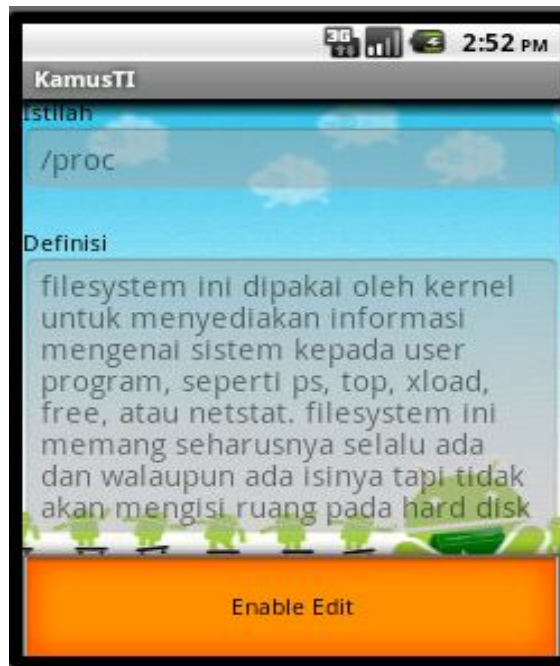 3G 2:52 PM
KamusTI
Istilah
/proc
Definisi
filesystem ini dipakai oleh kernel
untuk menyediakan informasi
mengenai sistem kepada user
program, seperti ps, top, xload,
free, atau netstat. filesystem ini
memang seharusnya selalu ada
dan walaupun ada isinya tapi tidak
akan mengisi ruang pada hard disk
Enable Edit